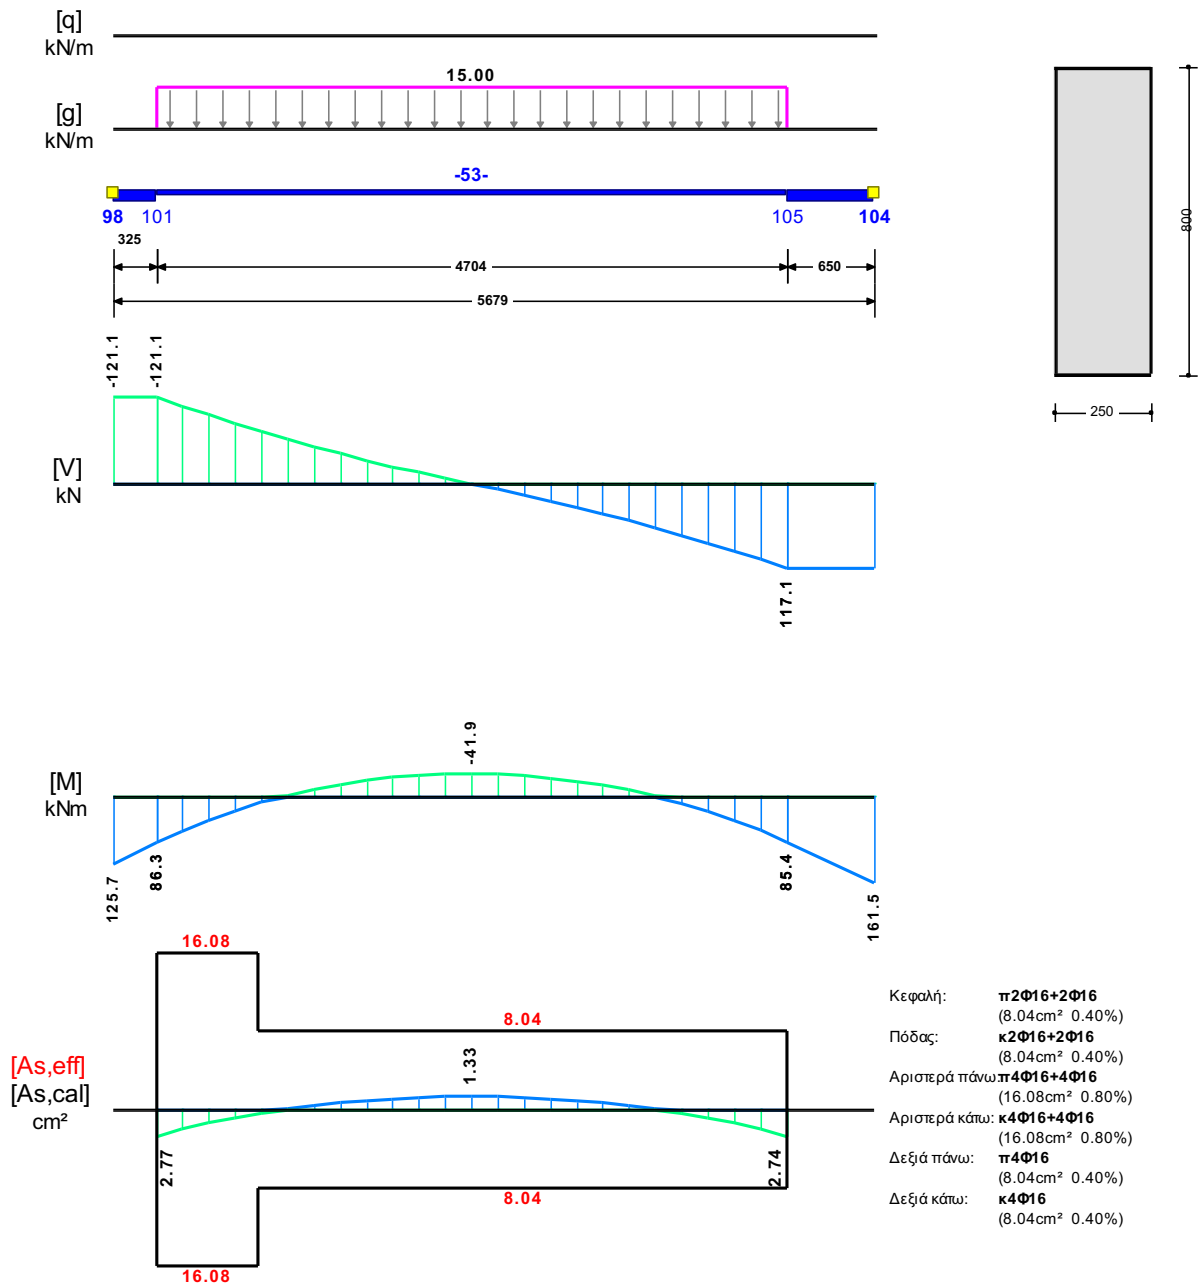 [q]
kN/m
15.00
[g]
kN/m
-53-
98 101 105 104
325
4704 650
5679
800
250
-121.1 -121.1
[V]
kN
117.1
-41.9
[M]
kNm
125.7 86.3 85.4 161.5
16.08
8.04
1.33
[As,eff]
[As,cal]
cm²
2.77 2.74
8.04
16.08
Κεφαλή: π2Φ16+2Φ16
(8.04cm² 0.40%)
Πόδας: κ2Φ16+2Φ16
(8.04cm² 0.40%)
Αριστερά πάνω: π4Φ16+4Φ16
(16.08cm² 0.80%)
Αριστερά κάτω: κ4Φ16+4Φ16
(16.08cm² 0.80%)
Δεξιά πάνω: π4Φ16
(8.04cm² 0.40%)
Δεξιά κάτω: κ4Φ16
(8.04cm² 0.40%)